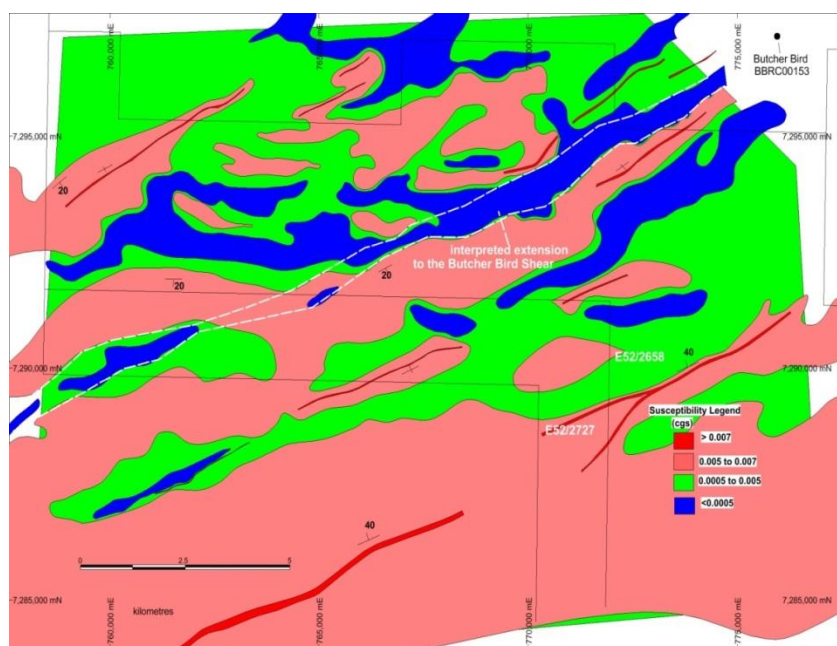 760,000 mE
765,000 mE
770,000 mE
775,000 mE
Butcher Bird
BBRC00153
7,295,000 mN
7,295,000 mN
20
interpreted extension
to the Butcher Bird Shear
20
20
7,290,000 mN
7,290,000 mN
E52/2658
40
E52/2727
Susceptibility Legend
(cgs)
> 0.007
0.005 to 0.007
0.0005 to 0.005
<0.0005
40
0
2.5
5
kilometres
7,285,000 mN
7,285,000 mN
760,000 mE
765,000 mE
770,000 mE
775,000 mE